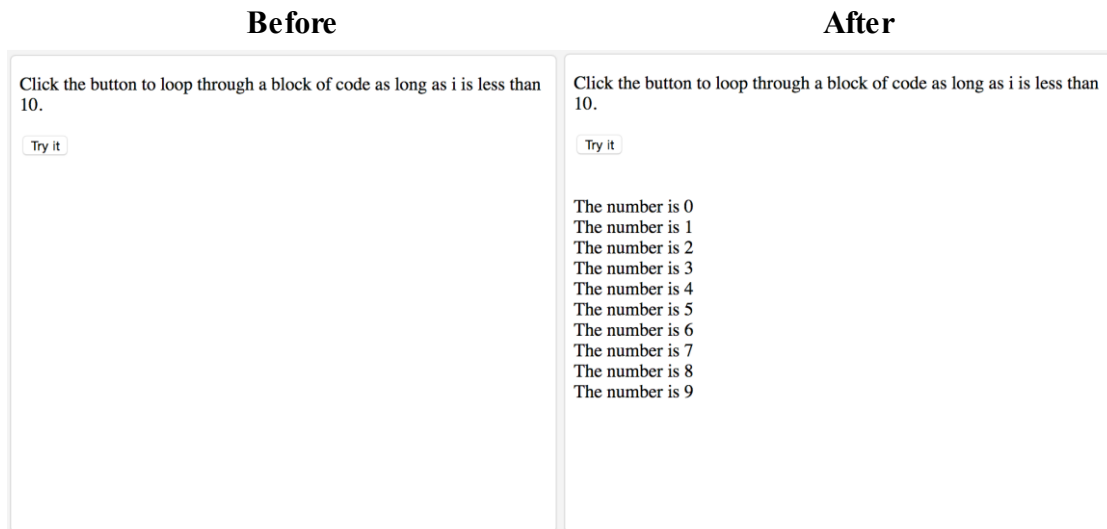 Before
Click the button to loop through a block of code as long as i is less than
10.
Try it
After
Click the button to loop through a block of code as long as i is less than
10.
Try it
The number is 0
The number is 1
The number is 2
The number is 3
The number is 4
The number is 5
The number is 6
The number is 7
The number is 8
The number is 9